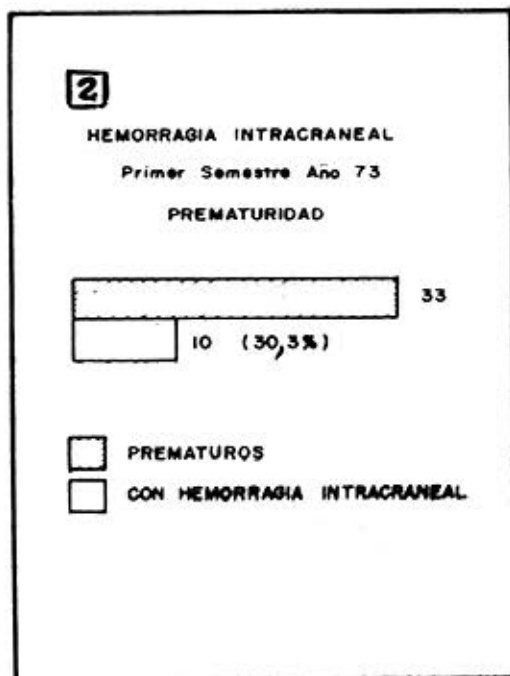 2
HEMORRAGIA INTRACRANEAL
Primer Semestre Año 73
PREMATURIDAD
33
10 (30,3%)
PREMATUROS
CON HEMORRAGIA INTRACRANEAL